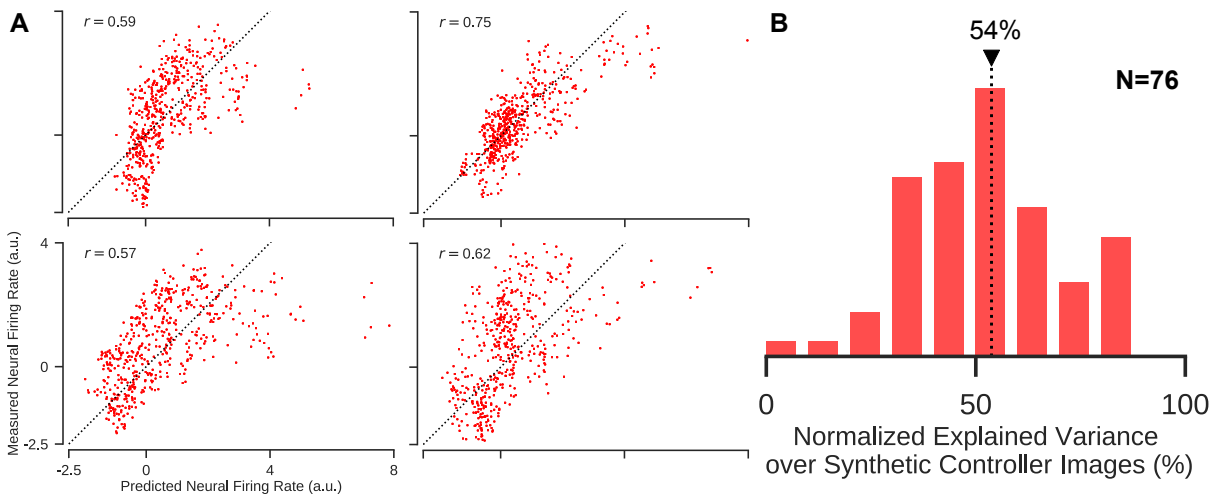 A
r = 0.59
r = 0.75
r = 0.57
r = 0.62
4
0
-2.5
-2.5 0 4 8
Measured Neural Firing Rate (a.u.)
Predicted Neural Firing Rate (a.u.)
B
54%
N=76
0 50 100
Normalized Explained Variance
over Synthetic Controller Images (%)